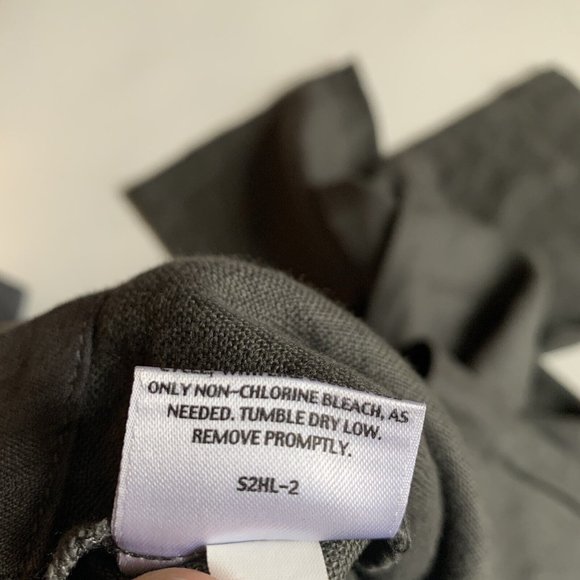 ONLY NON-CHLORINE BLEACH, AS
NEEDED. TUMBLE DRY LOW.
REMOVE PROMPTLY.
S2HL-2